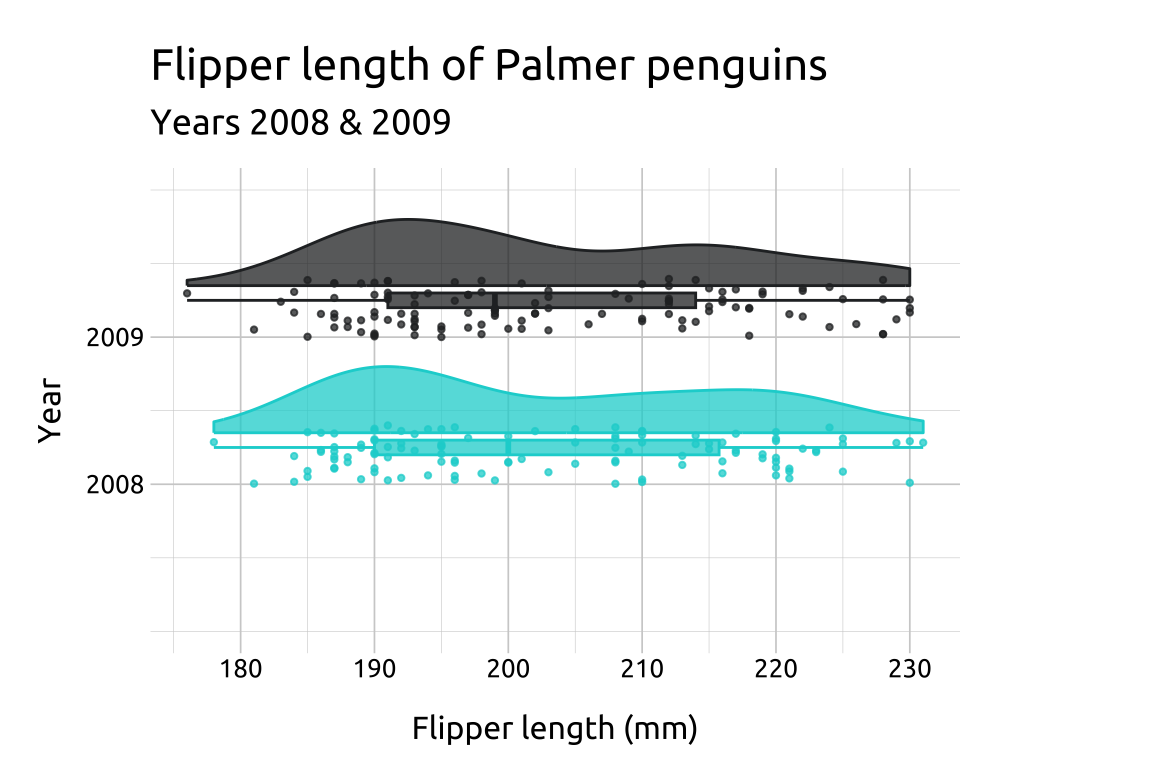 Flipper length of Palmer penguins
Years 2008 & 2009
Year
2009
2008
180 190 200 210 220 230
Flipper length (mm)